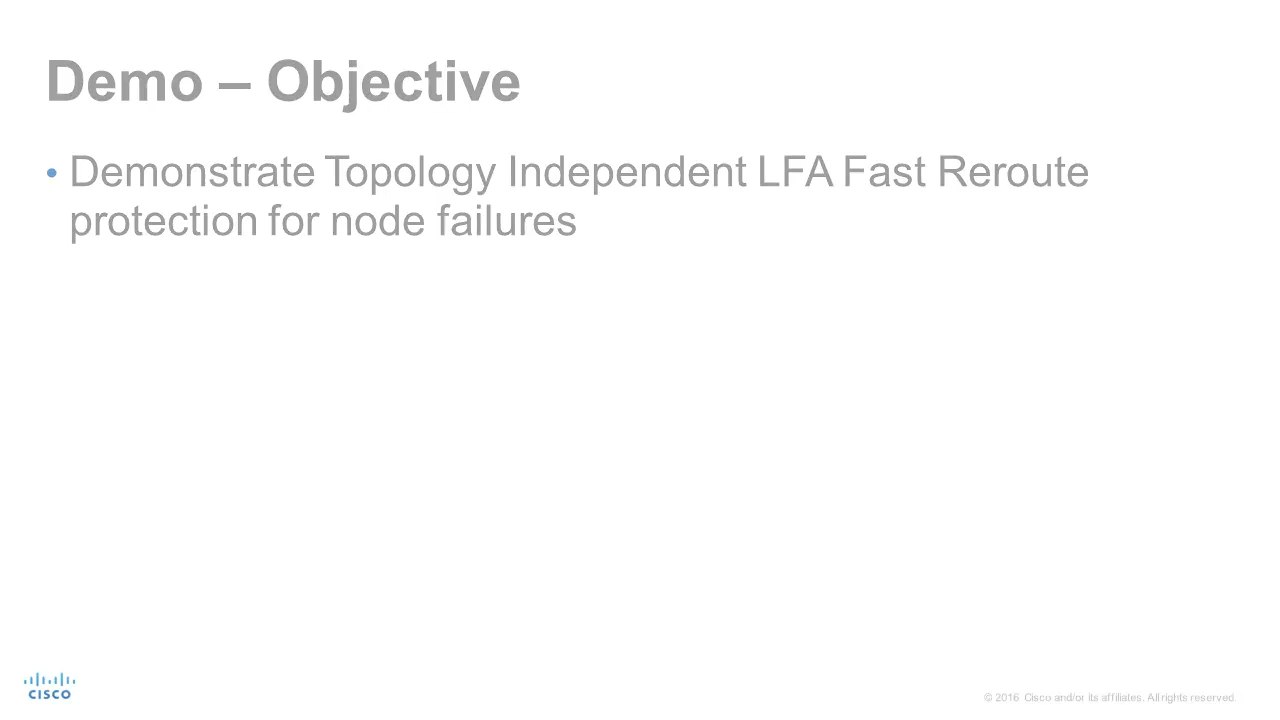 Demo – Objective
• Demonstrate Topology Independent LFA Fast Reroute
protection for node failures
CISCO
© 2016 Cisco and/or its affiliates. All rights reserved.